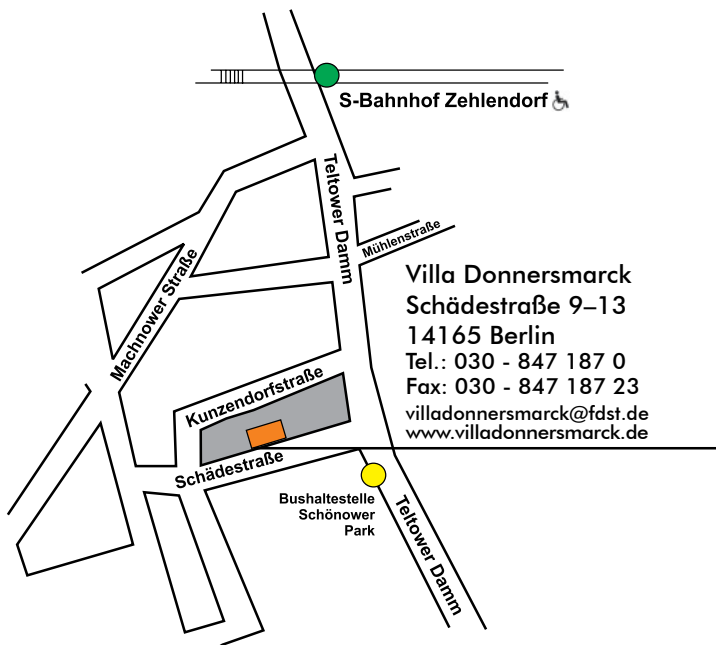 S-Bahnhof Zehlendorf
Teltower Damm
Mühlenstraße
Machnower Straße
Villa Donnersmarck
Schädestraße 9–13
14165 Berlin
Tel.: 030 - 847 187 0
Fax: 030 - 847 187 23
villadonnersmarck@fdst.de
www.villadonnersmarck.de
Kunzendorfstraße
Schädestraße
Bushaltestelle
Schönower
Park
Teltower Damm